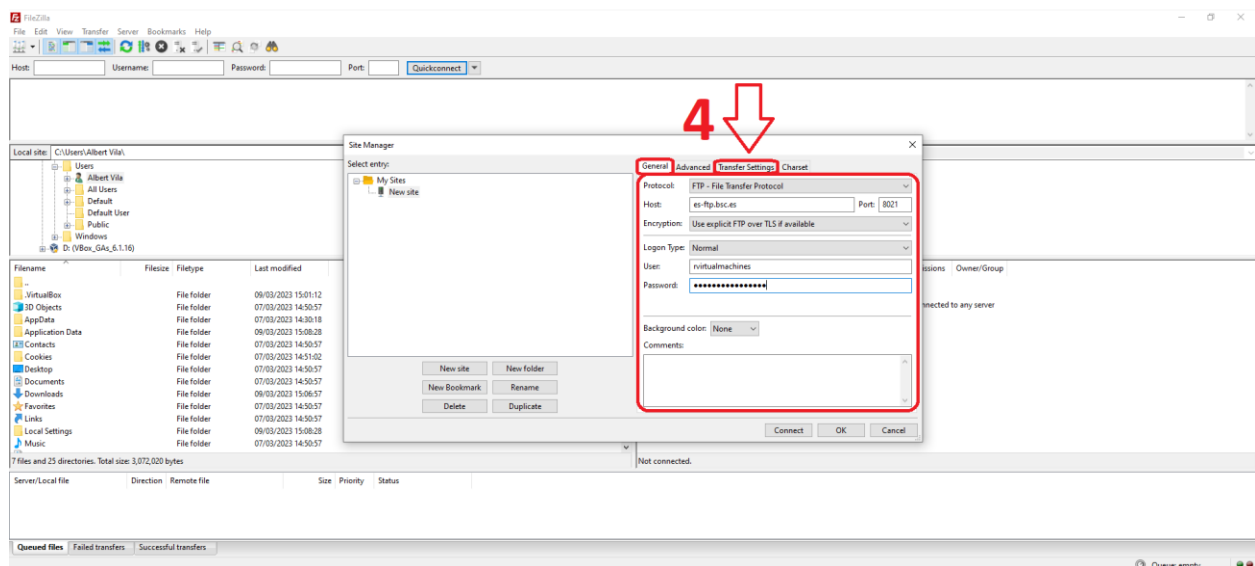 FileZilla
File Edit View Transfer Server Bookmarks Help
Host: Username: Password: Port: Quickconnect
4
Local site: C:\Users\Albert Vila\
Users
Albert Vila
All Users
Default
Default User
Public
Windows
D: (VBox_GAs_6.1.16)
Site Manager
Select entry:
My Sites
New site
New site New folder
New Bookmark Rename
Delete Duplicate
General Advanced Transfer Settings Charset
Protocol: FTP - File Transfer Protocol
Host: es-ftp.bsc.es Port: 8021
Encryption: Use explicit FTP over TLS if available
Logon Type: Normal
User: rvirtualmachines
Password: ••••••••••••••••
Background color: None
Comments:
Connect OK Cancel
Filename Filesize Filetype Last modified
..
.VirtualBox File folder 09/03/2023 15:01:12
3D Objects File folder 07/03/2023 14:50:57
AppData File folder 07/03/2023 14:30:18
Application Data File folder 09/03/2023 15:08:28
Contacts File folder 07/03/2023 14:50:57
Cookies File folder 07/03/2023 14:51:02
Desktop File folder 07/03/2023 14:50:57
Documents File folder 07/03/2023 14:50:57
Downloads File folder 09/03/2023 15:06:57
Favorites File folder 07/03/2023 14:50:57
Links File folder 07/03/2023 14:50:57
Local Settings File folder 09/03/2023 15:08:28
Music File folder 07/03/2023 14:50:57
7 files and 25 directories. Total size: 3,072,020 bytes
issions Owner/Group
nnected to any server
Not connected.
Server/Local file Direction Remote file Size Priority Status
Queued files Failed transfers Successful transfers
Queue: empty